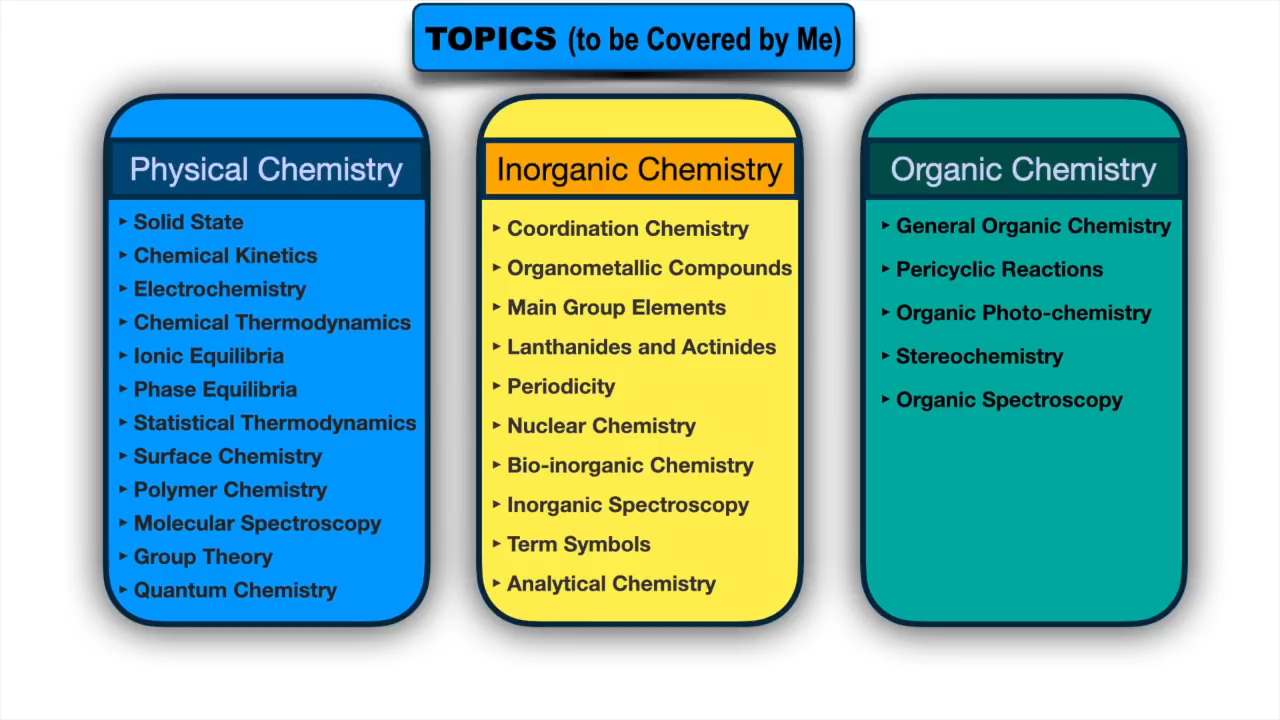 TOPICS (to be Covered by Me)
Physical Chemistry
‣ Solid State
‣ Chemical Kinetics
‣ Electrochemistry
‣ Chemical Thermodynamics
‣ Ionic Equilibria
‣ Phase Equilibria
‣ Statistical Thermodynamics
‣ Surface Chemistry
‣ Polymer Chemistry
‣ Molecular Spectroscopy
‣ Group Theory
‣ Quantum Chemistry
Inorganic Chemistry
‣ Coordination Chemistry
‣ Organometallic Compounds
‣ Main Group Elements
‣ Lanthanides and Actinides
‣ Periodicity
‣ Nuclear Chemistry
‣ Bio-inorganic Chemistry
‣ Inorganic Spectroscopy
‣ Term Symbols
‣ Analytical Chemistry
Organic Chemistry
‣ General Organic Chemistry
‣ Pericyclic Reactions
‣ Organic Photo-chemistry
‣ Stereochemistry
‣ Organic Spectroscopy